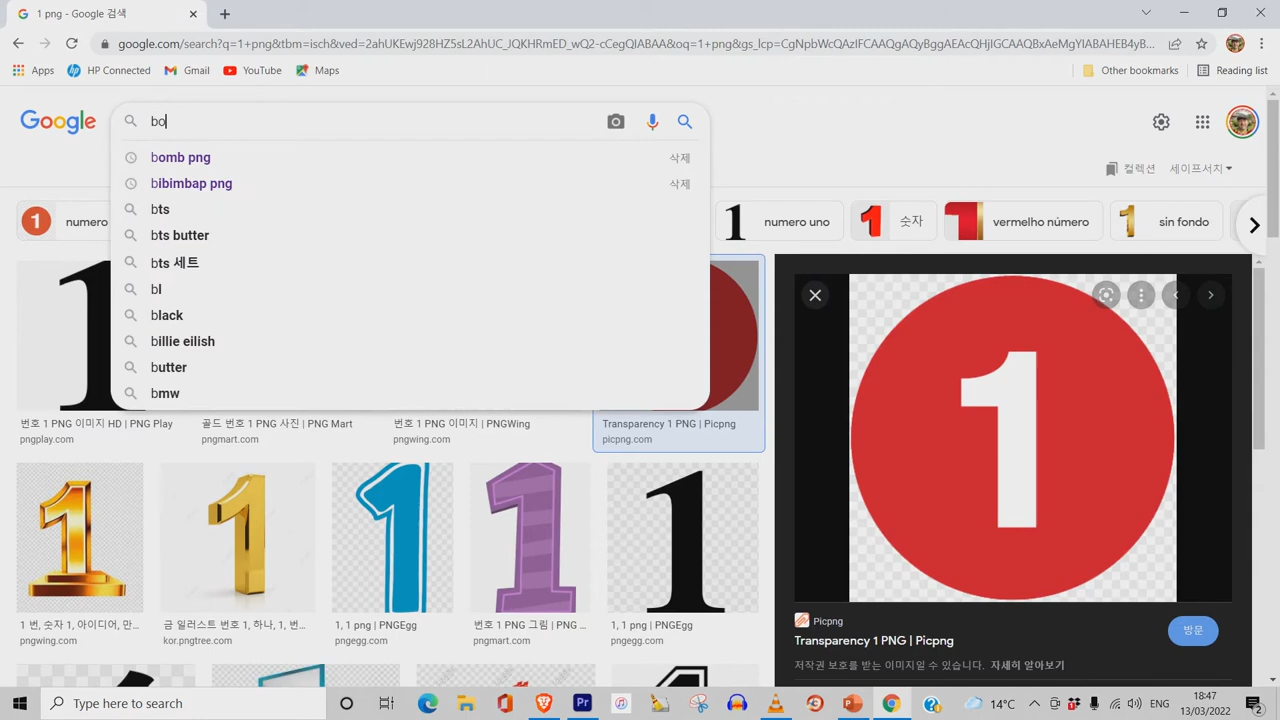 1 png - Google 검색
google.com/search?q=1+png&tbm=isch&ved=2ahUKEwj928HZ5sL2AhUC_JQKHRmED_wQ2-cCegQIABAA&oq=1+png&gs_lcp=CgNpbWcQAzIFCAAQgAQyBggAEAcQHjIGCAAQBxAeMgYIABAHEB4yB...
Apps
HP Connected
Gmail
YouTube
Maps
Other bookmarks
Reading list
Google
bo
bomb png
삭제
bibimbap png
삭제
bts
bts butter
bts 세트
bl
black
billie eilish
butter
bmw
컬렉션
세이프서치
1
numero
1
numero uno
숫자
vermelho número
sin fondo
번호 1 PNG 이미지 HD | PNG Play
pngplay.com
골드 번호 1 PNG 사진 | PNG Mart
pngmart.com
번호 1 PNG 이미지 | PNGWing
pngwing.com
Transparency 1 PNG | Picpng
picpng.com
1
1 번, 숫자 1, 아이디어, 만...
pngwing.com
금 일러스트 번호 1, 하나, 1, 번...
kor.pngtree.com
1, 1 png | PNGEgg
pngegg.com
번호 1 PNG 그림 | PNG ...
pngmart.com
1, 1 png | PNGEgg
pngegg.com
Picpng
Transparency 1 PNG | Picpng
방문
저작권 보호를 받는 이미지일 수 있습니다. 자세히 알아보기
Type here to search
14°C
ENG
18:47
13/03/2022
2